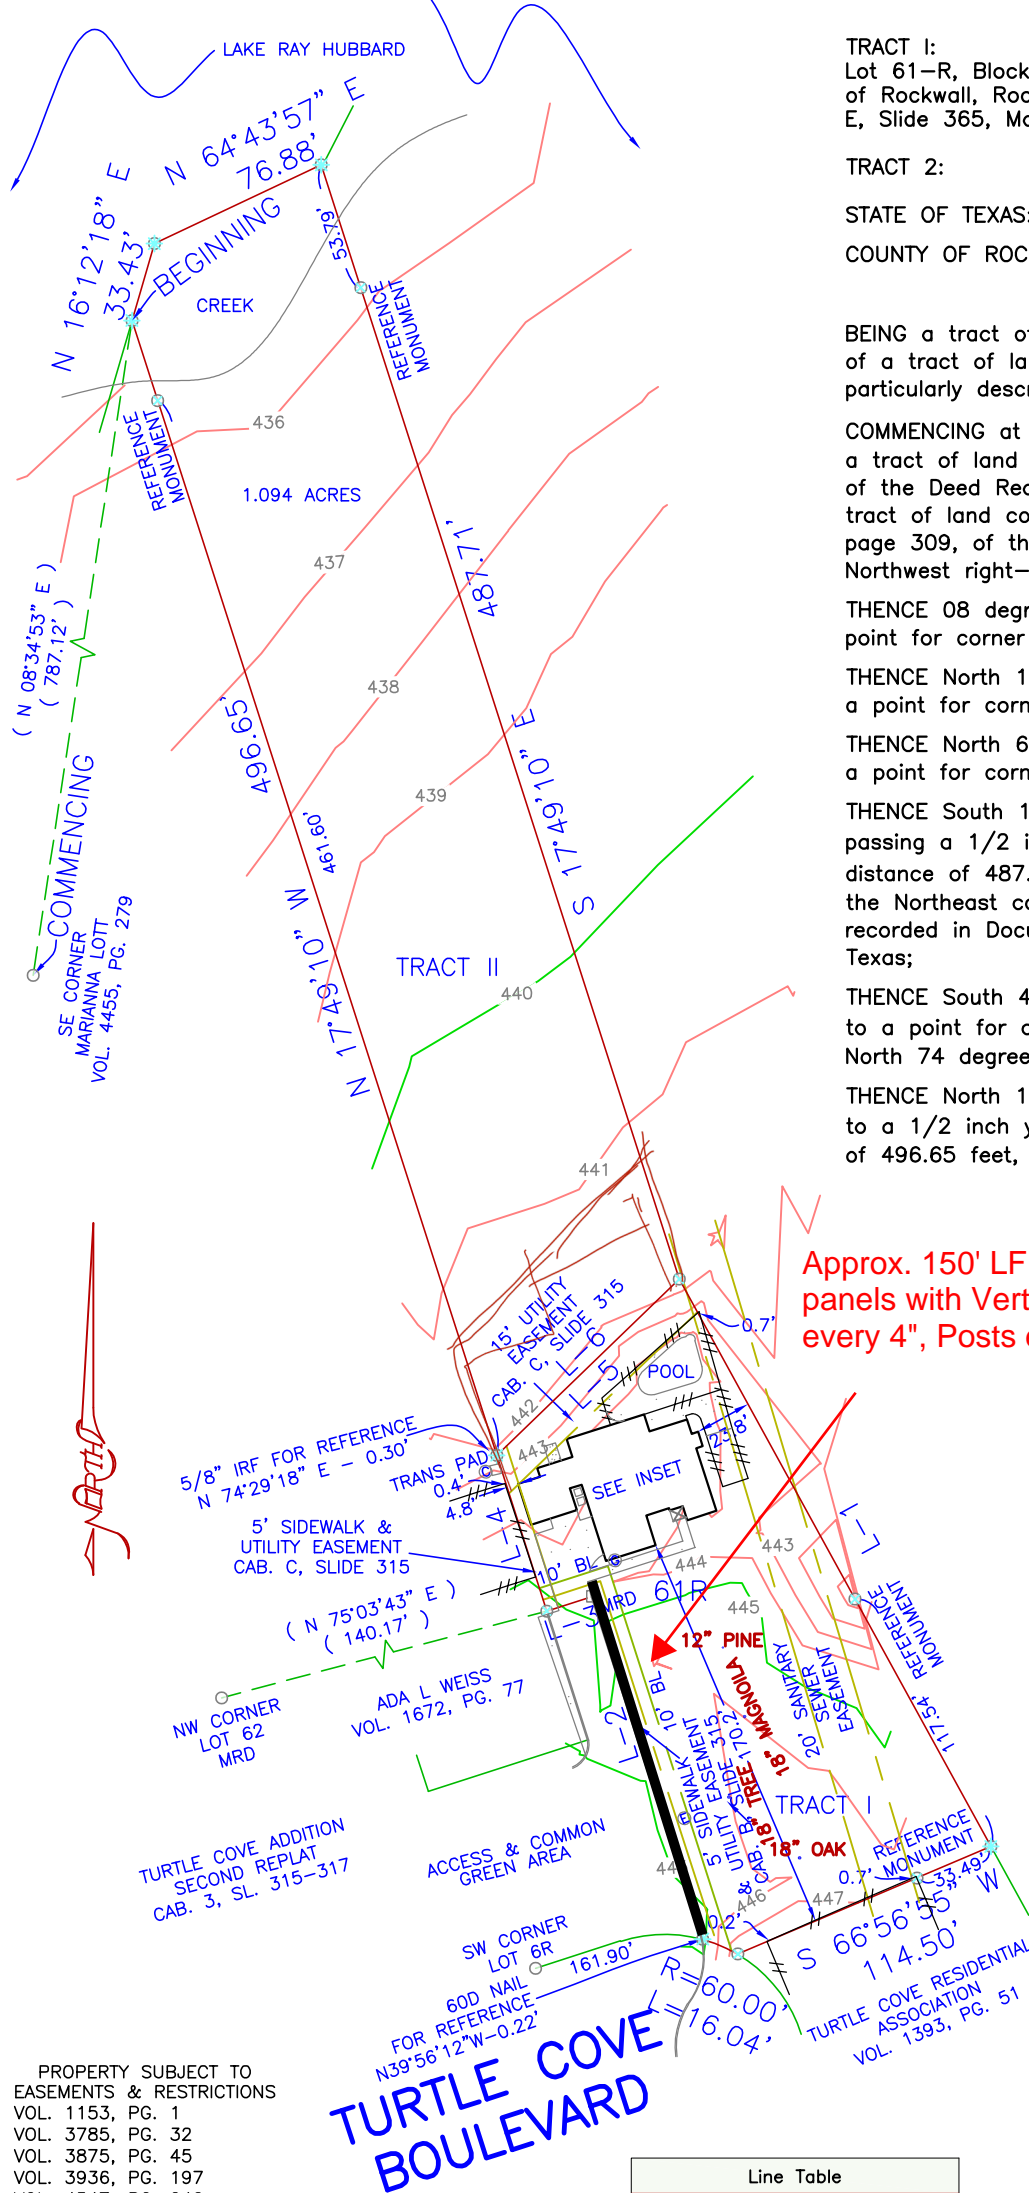 LAKE RAY HUBBARD
N 64°43'57" E
76.88'
N 16°12'18" E
33.43'
BEGINNING
53.79'
CREEK
REFERENCE
MONUMENT
REFERENCE
MONUMENT
436
1.094 ACRES
437
487.71'
( N 08°34'53" E )
( 787.12' )
438
496.65'
S 17°49'10" E
439
461.60'
COMMENCING
SE CORNER
MARIANNA LOTT
VOL. 4455, PG. 279
N 17°49'10" W
TRACT II
440
441
15' UTILITY
EASEMENT
CAB. C, SLIDE 315
L-6
L-5
0.7'
POOL
442
443
5/8" IRF FOR REFERENCE
N 74°29'18" E - 0.30'
TRANS PAD
0.4'
4.8'
SEE INSET
L-4
5' SIDEWALK &
UTILITY EASEMENT
CAB. C, SLIDE 315
10' BL
G
444
443
L-1
( N 75°03'43" E )
( 140.17' )
L-3
MRD
61R
445
12" PINE
REFERENCE
MONUMENT
NW CORNER
LOT 62
MRD
ADA L WEISS
VOL. 1672, PG. 77
L-2
10' BL
5' SIDEWALK
& UTILITY EASEMENT
CAB. B, SLIDE 315
170.2'
18" TREE
18" MAGNOILA
20' SANITARY
SEWER
EASEMENT
117.54'
TRACT I
E
18" OAK
REFERENCE
MONUMENT
0.7'
33.49'
TURTLE COVE ADDITION
SECOND REPLAT
CAB. 3, SL. 315-317
ACCESS & COMMON
GREEN AREA
446
447
0.2'
S 66°56'55" W
114.50'
SW CORNER
LOT 6R
161.90'
60D NAIL
FOR REFERENCE
N39°56'12"W-0.22'
R=60.00'
L=16.04'
TURTLE COVE RESIDENTIAL
ASSOCIATION
VOL. 1393, PG. 51
TURTLE COVE
BOULEVARD
NORTH
PROPERTY SUBJECT TO
EASEMENTS & RESTRICTIONS
VOL. 1153, PG. 1
VOL. 3785, PG. 32
VOL. 3875, PG. 45
VOL. 3936, PG. 197
Line Table
TRACT I:
Lot 61-R, Block
of Rockwall, Roc
E, Slide 365, Ma
TRACT 2:
STATE OF TEXAS:
COUNTY OF ROC
BEING a tract of
of a tract of la
particularly descr
COMMENCING at
a tract of land
of the Deed Rec
tract of land co
page 309, of th
Northwest right-
THENCE 08 degr
point for corner
THENCE North 1
a point for corn
THENCE North 6
a point for corn
THENCE South 1
passing a 1/2 i
distance of 487.
the Northeast co
recorded in Docu
Texas;
THENCE South 4
to a point for c
North 74 degree
THENCE North 1
to a 1/2 inch y
of 496.65 feet,
Approx. 150' LF
panels with Vert
every 4", Posts